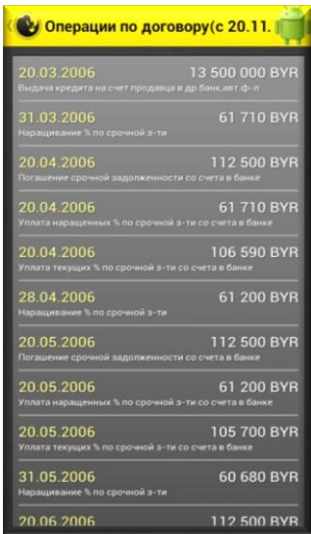 Операции по договору(с 20.11.
20.03.2006 13 500 000 BYR
Выдача кредита на счет продавца в др банк,авт.ф-л
31.03.2006 61 710 BYR
Наращивание % по срочной з-ти
20.04.2006 112 500 BYR
Погашение срочной задолженности со счета в банке
20.04.2006 61 710 BYR
Уплата наращенных % по срочной з-ти со счета в банке
20.04.2006 106 590 BYR
Уплата текущих % по срочной з-ти со счета в банке
28.04.2006 61 200 BYR
Наращивание % по срочной з-ти
20.05.2006 112 500 BYR
Погашение срочной задолженности со счета в банке
20.05.2006 61 200 BYR
Уплата наращенных % по срочной з-ти со счета в банке
20.05.2006 105 700 BYR
Уплата текущих % по срочной з-ти со счета в банке
31.05.2006 60 680 BYR
Наращивание % по срочной з-ти
20.06.2006 112 500 BYR